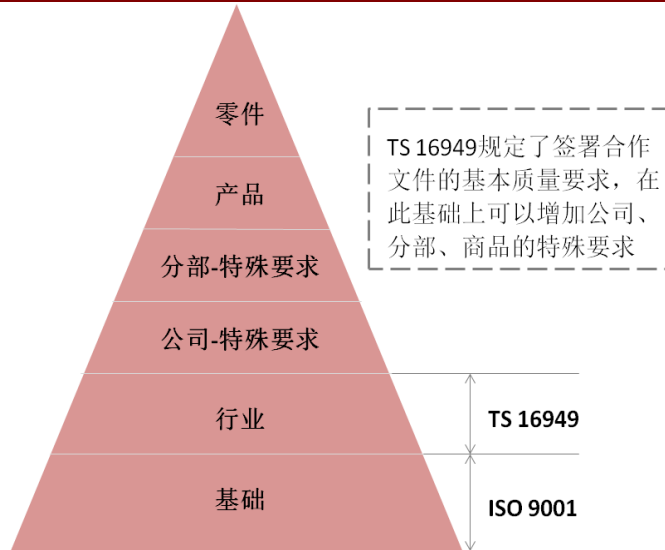 零件
产品
分部-特殊要求
公司-特殊要求
行业
基础
TS 16949规定了签署合作
文件的基本质量要求，在
此基础上可以增加公司、
分部、商品的特殊要求
TS 16949
ISO 9001